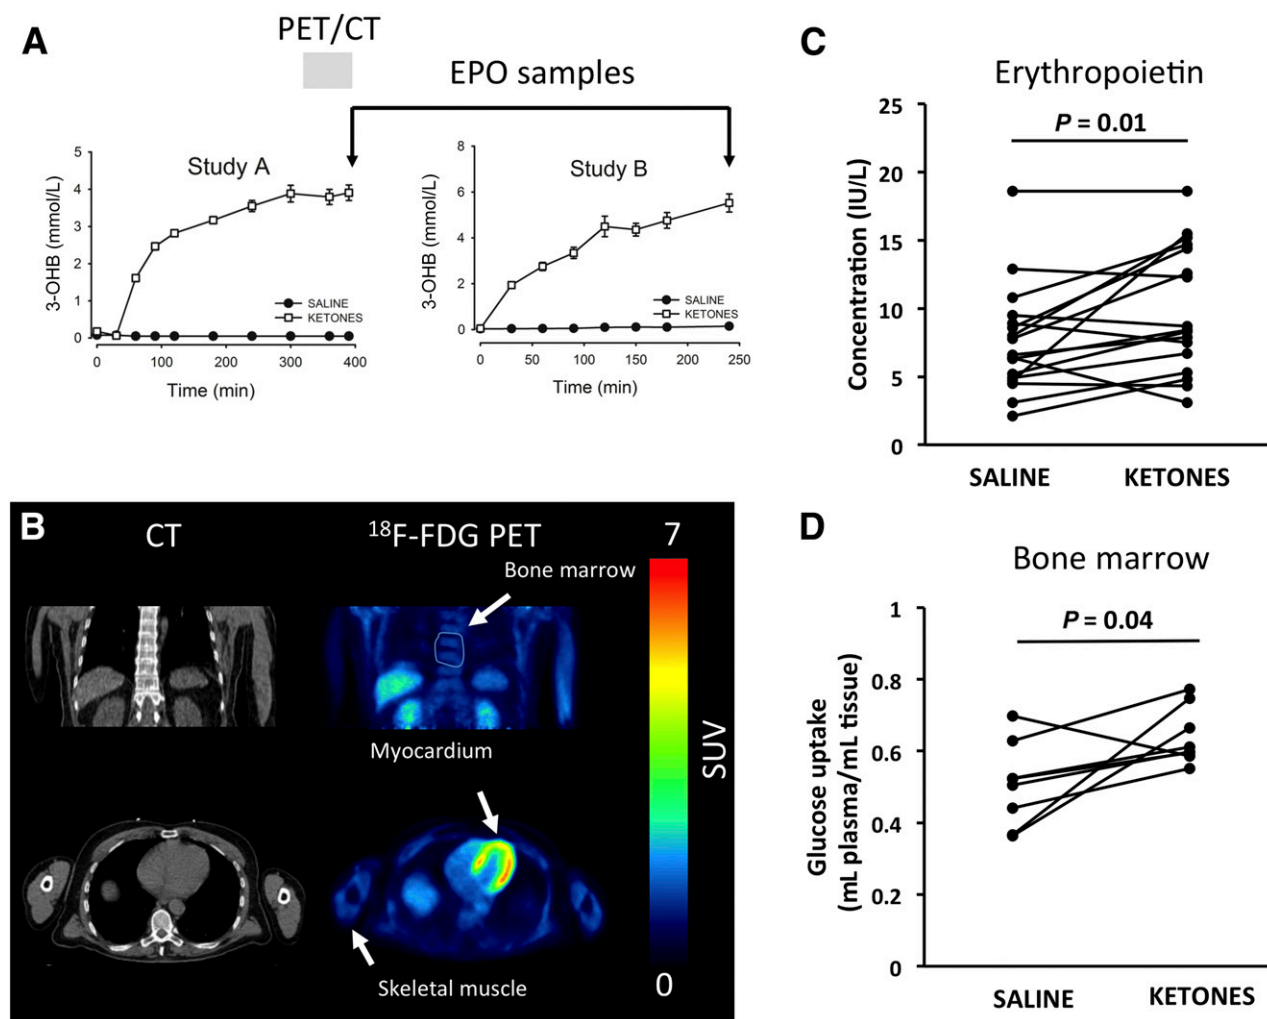 A
PET/CT
EPO samples
Study A
3-OHB (mmol/L)
5
4
3
2
1
0
SALINE
KETONES
0 100 200 300 400
Time (min)
Study B
3-OHB (mmol/L)
8
6
4
2
0
SALINE
KETONES
0 50 100 150 200 250
Time (min)
B
CT
18F-FDG PET
7
Bone marrow
Myocardium
SUV
Skeletal muscle
0
C
Erythropoietin
P = 0.01
Concentration (IU/L)
25
20
15
10
5
0
SALINE KETONES
D
Bone marrow
P = 0.04
Glucose uptake
(mL plasma/mL tissue)
1
0.8
0.6
0.4
0.2
0
SALINE KETONES